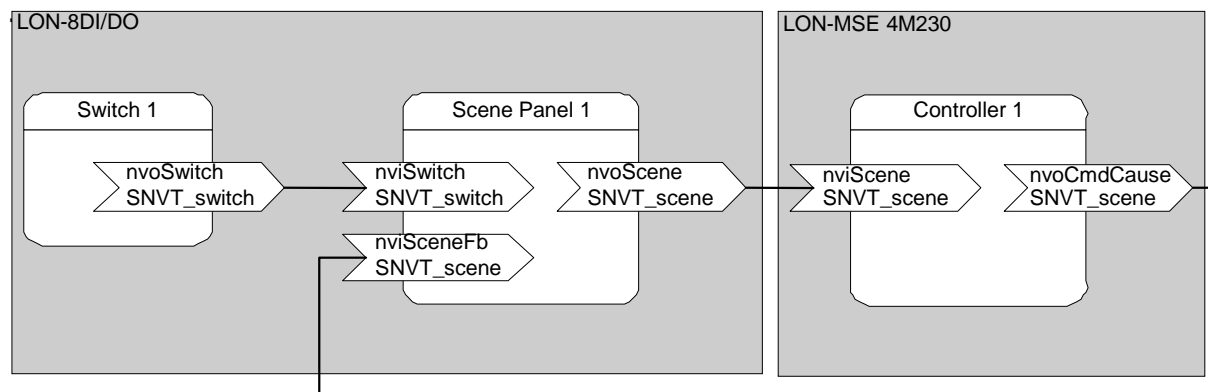 LON-8DI/DO
LON-MSE 4M230
Switch 1
Scene Panel 1
Controller 1
nvoSwitch
SNVT_switch
nviSwitch
SNVT_switch
nvoScene
SNVT_scene
nviScene
SNVT_scene
nvoCmdCause
SNVT_scene
nviSceneFb
SNVT_scene